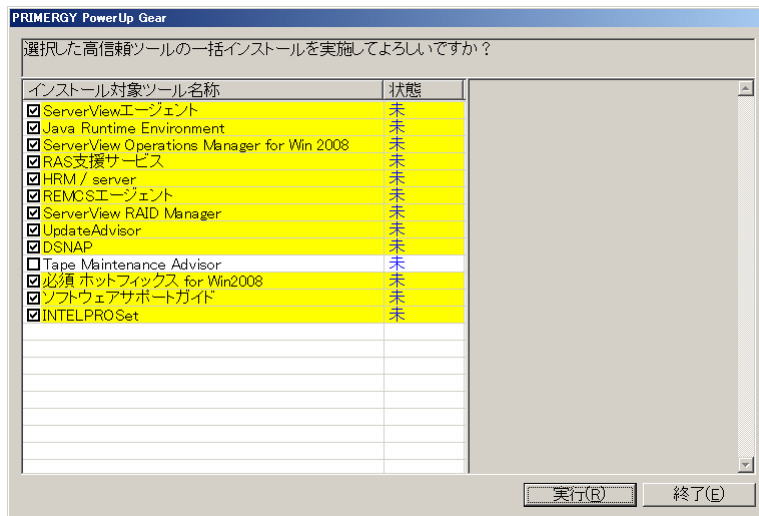 PRIMERGY PowerUp Gear
選択した高信頼ツールの一括インストールを実施してよろしいですか？
インストール対象ツール名称 状態
ServerViewエージェント 未
Java Runtime Environment 未
ServerView Operations Manager for Win 2008 未
RAS支援サービス 未
HRM / server 未
REMCSエージェント 未
ServerView RAID Manager 未
UpdateAdvisor 未
DSNAP 未
Tape Maintenance Advisor 未
必須 ホットフィックス for Win2008 未
ソフトウェアサポートガイド 未
INTELPROSet 未
実行(R) 終了(E)